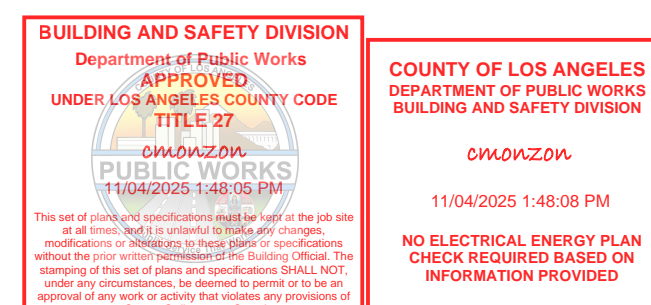 BUILDING AND SAFETY DIVISION
Department of Public Works
APPROVED
UNDER LOS ANGELES COUNTY CODE
TITLE 27
cmonzon
PUBLIC WORKS
11/04/2025 1:48:05 PM
This set of plans and specifications must be kept at the job site
at all times, and it is unlawful to make any changes,
modifications or alterations to these plans or specifications
without the prior written permission of the Building Official. The
stamping of this set of plans and specifications SHALL NOT,
under any circumstances, be deemed to permit or to be an
approval of any work or activity that violates any provisions of
COUNTY OF LOS ANGELES
DEPARTMENT OF PUBLIC WORKS
BUILDING AND SAFETY DIVISION
cmonzon
11/04/2025 1:48:08 PM
NO ELECTRICAL ENERGY PLAN
CHECK REQUIRED BASED ON
INFORMATION PROVIDED